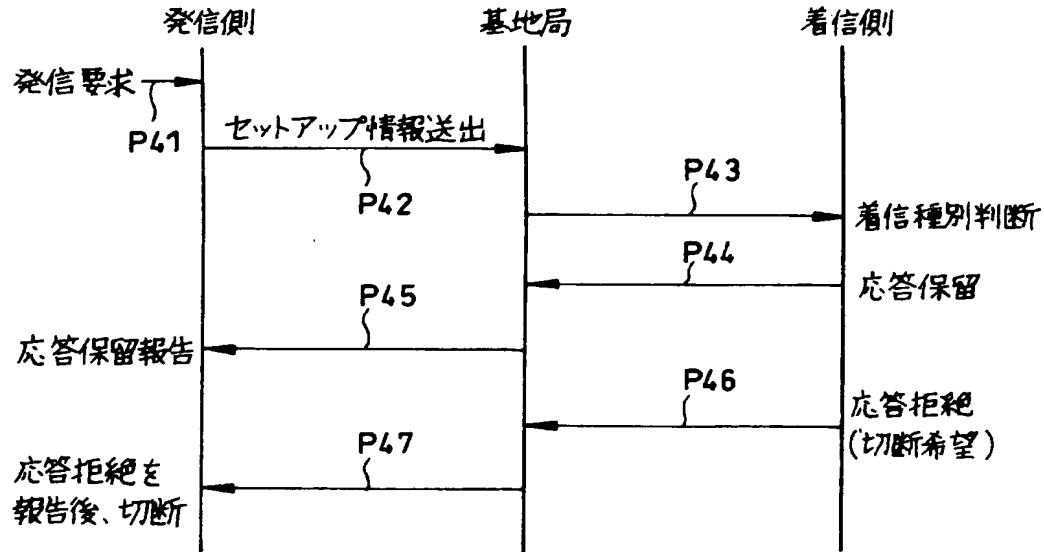 発信側
基地局
着信側
発信要求
P41
セットアップ情報送出
P42
P43
着信種別判断
P44
応答保留
P45
応答保留報告
P46
応答拒絶
(切断希望)
P47
応答拒絶を
報告後、切断